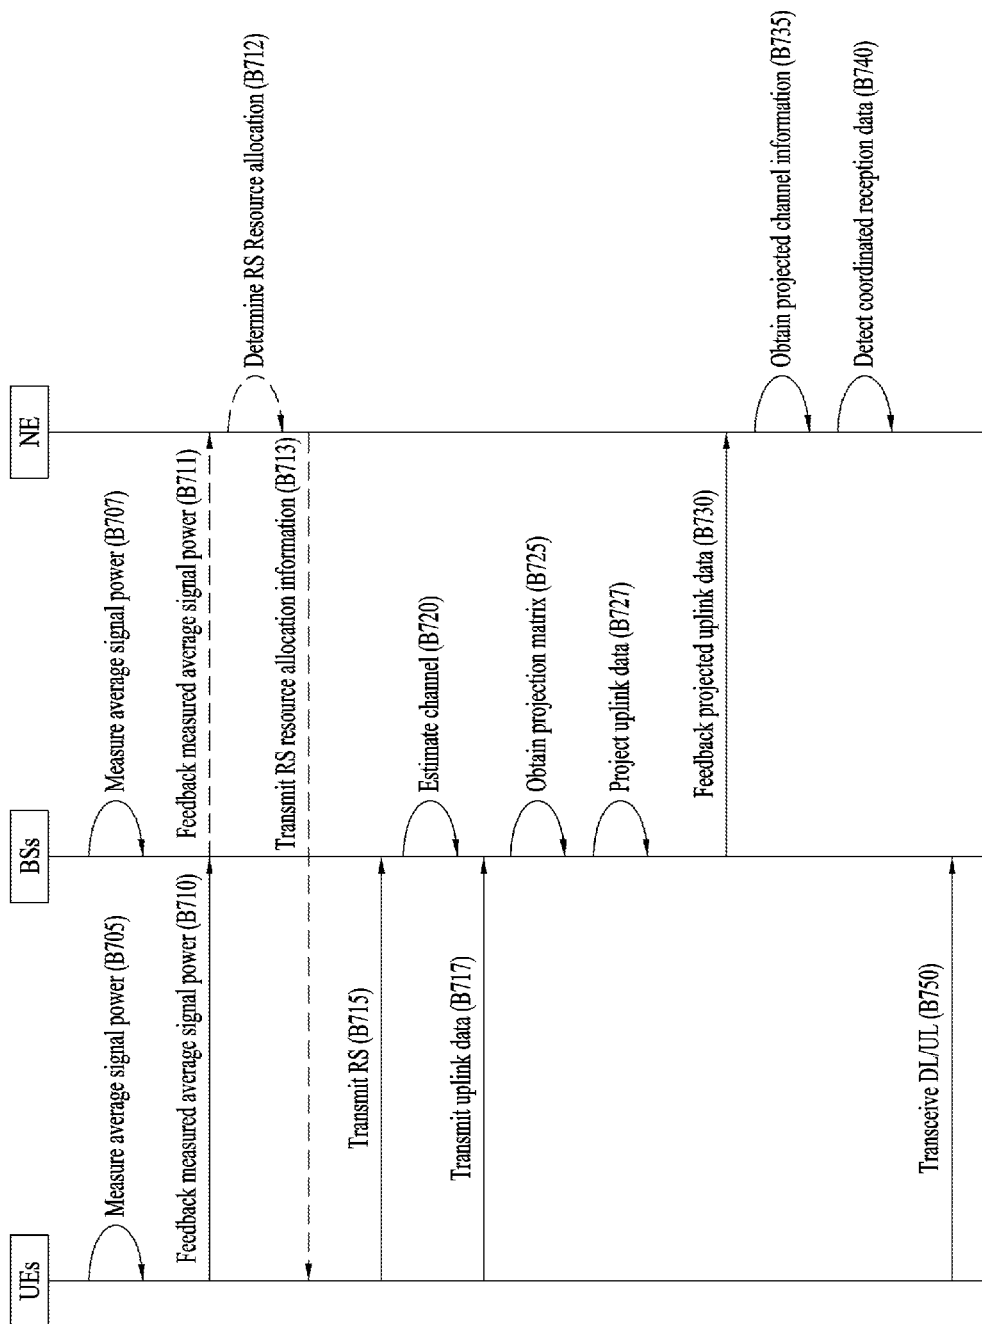 UEs
BSs
NE
Measure average signal power (B705)
Measure average signal power (B707)
Feedback measured average signal power (B710)
Feedback measured average signal power (B711)
Determine RS Resource allocation (B712)
Transmit RS resource allocation information (B713)
Transmit RS (B715)
Estimate channel (B720)
Transmit uplink data (B717)
Obtain projection matrix (B725)
Project uplink data (B727)
Feedback projected uplink data (B730)
Obtain projected channel information (B735)
Detect coordinated reception data (B740)
Transceive DL/UL (B750)